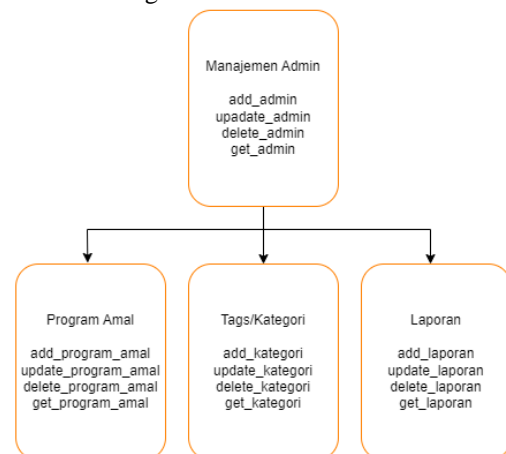 Manajemen Admin
add_admin
upadate_admin
delete_admin
get_admin
Program Amal
add_program_amal
update_program_amal
delete_program_amal
get_program_amal
Tags/Kategori
add_kategori
update_kategori
delete_kategori
get_kategori
Laporan
add_laporan
update_laporan
delete_laporan
get_laporan